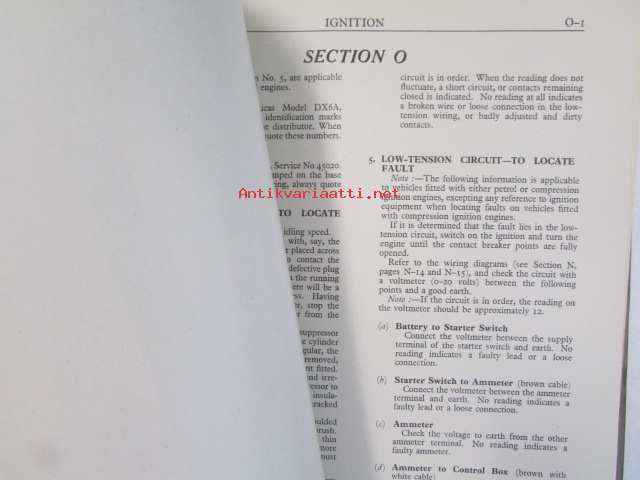 IGNITION O-1
SECTION O
No. 5, are applicable
engines.
Lucas Model DX6A,
identification marks
distributor. When
quote these numbers.
Service No. 45020.
stamped on the base
always quote
TO LOCATE
idling speed.
with, say, the
placed across
to contact the
defective plug
the running
there will be a
Having
stop the
from the
suppressor
cylinder
removed,
fitted.
and irre-
insula-
cracked
thin
more
must
circuit is in order. When the reading does not
fluctuate, a short circuit, or contacts remaining
closed is indicated. No reading at all indicates
a broken wire or loose connection in the low-
tension wiring, or badly adjusted and dirty
contacts.
5. LOW-TENSION CIRCUIT—TO LOCATE
FAULT
Note :—The following information is applicable
to vehicles fitted with either petrol or compression
ignition engines, excepting any reference to ignition
equipment when locating faults on vehicles fitted
with compression ignition engines.
If it is determined that the fault lies in the low-
tension circuit, switch on the ignition and turn the
engine until the contact breaker points are fully
opened.
Refer to the wiring diagrams (see Section N,
pages N-14 and N-15), and check the circuit with
a voltmeter (0-20 volts) between the following
points and a good earth.
Note :—If the circuit is in order, the reading on
the voltmeter should be approximately 12.
(a) Battery to Starter Switch
Connect the voltmeter between the supply
terminal of the starter switch and earth. No
reading indicates a faulty lead or a loose
connection.
(b) Starter Switch to Ammeter (brown cable)
Connect the voltmeter between the ammeter
terminal and earth. No reading indicates a
faulty lead or a loose connection.
(c) Ammeter
Check the voltage to earth from the other
ammeter terminal. No reading indicates a
faulty ammeter.
(d) Ammeter to Control Box (brown with
white cable)
Antikvariaatti.net